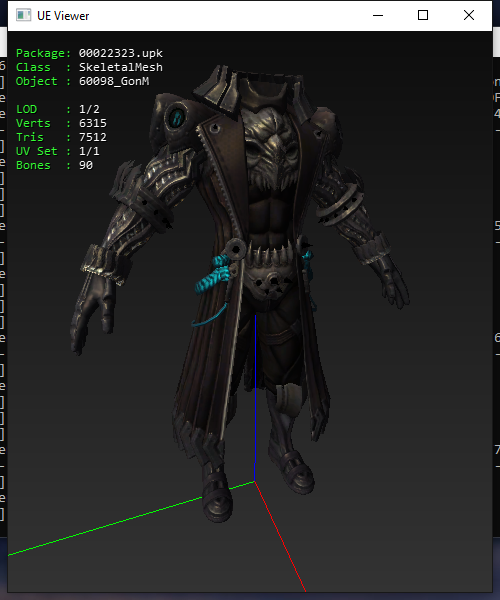 UE Viewer
Package: 00022323.upk
Class : SkeletalMesh
Object : 60098_GonM
LOD : 1/2
Verts : 6315
Tris : 7512
UV Set : 1/1
Bones : 90